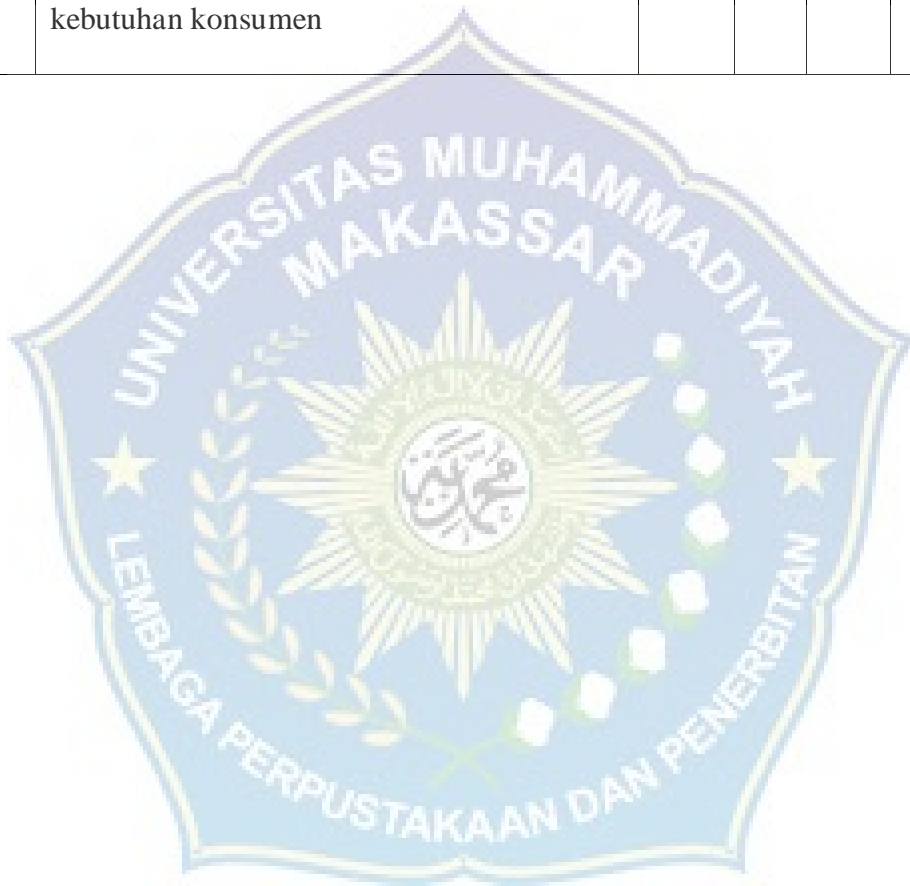 kebutuhan konsumen
UNIVERSITAS MUHAMMADIYAH
MAKASSAR
LEMBAGA PERPUSTAKAAN DAN PENERBITAN